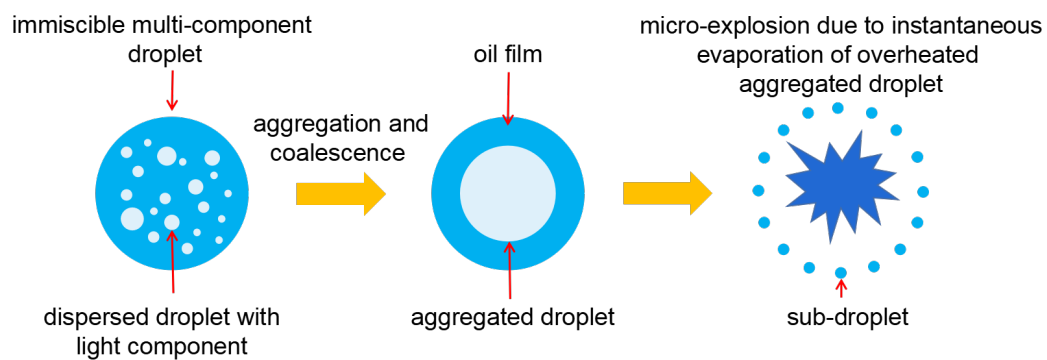 immiscible multi-component
droplet
oil film
micro-explosion due to instantaneous
evaporation of overheated
aggregated droplet
aggregation and
coalescence
dispersed droplet with
light component
aggregated droplet
sub-droplet